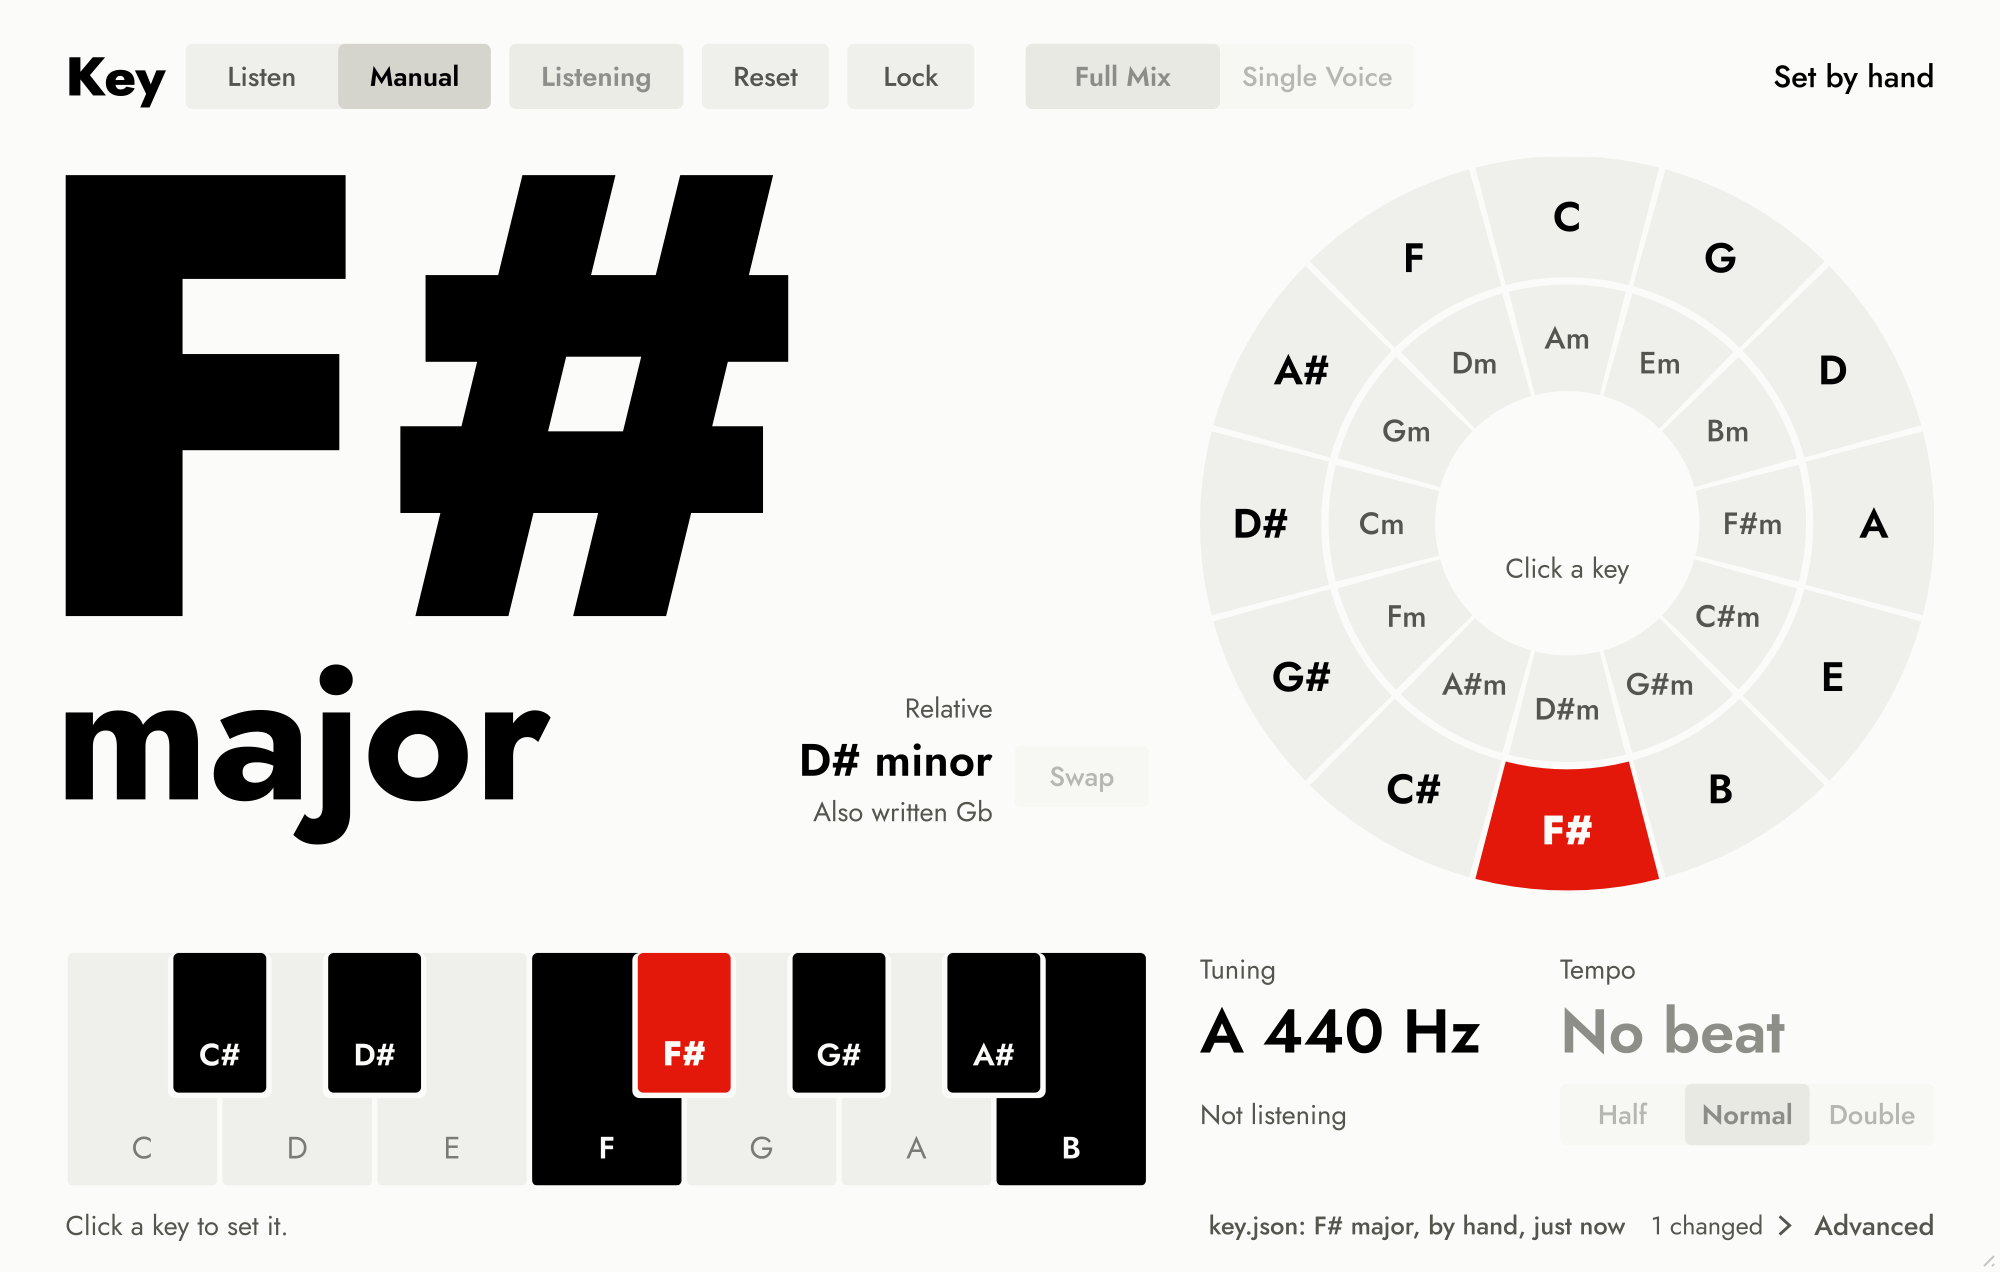 Key
Listen
Manual
Listening
Reset
Lock
Full Mix
Single Voice
Set by hand
F#
major
Relative
D# minor
Also written Gb
Swap
C
G
D
A
E
B
F#
C#
G#
D#
A#
F
Am
Em
Bm
F#m
C#m
G#m
D#m
A#m
Fm
Cm
Gm
Dm
Click a key
C#
D#
F#
G#
A#
C
D
E
F
G
A
B
Tuning
A 440 Hz
Not listening
Tempo
No beat
Half
Normal
Double
Click a key to set it.
key.json: F# major, by hand, just now
1 changed
Advanced